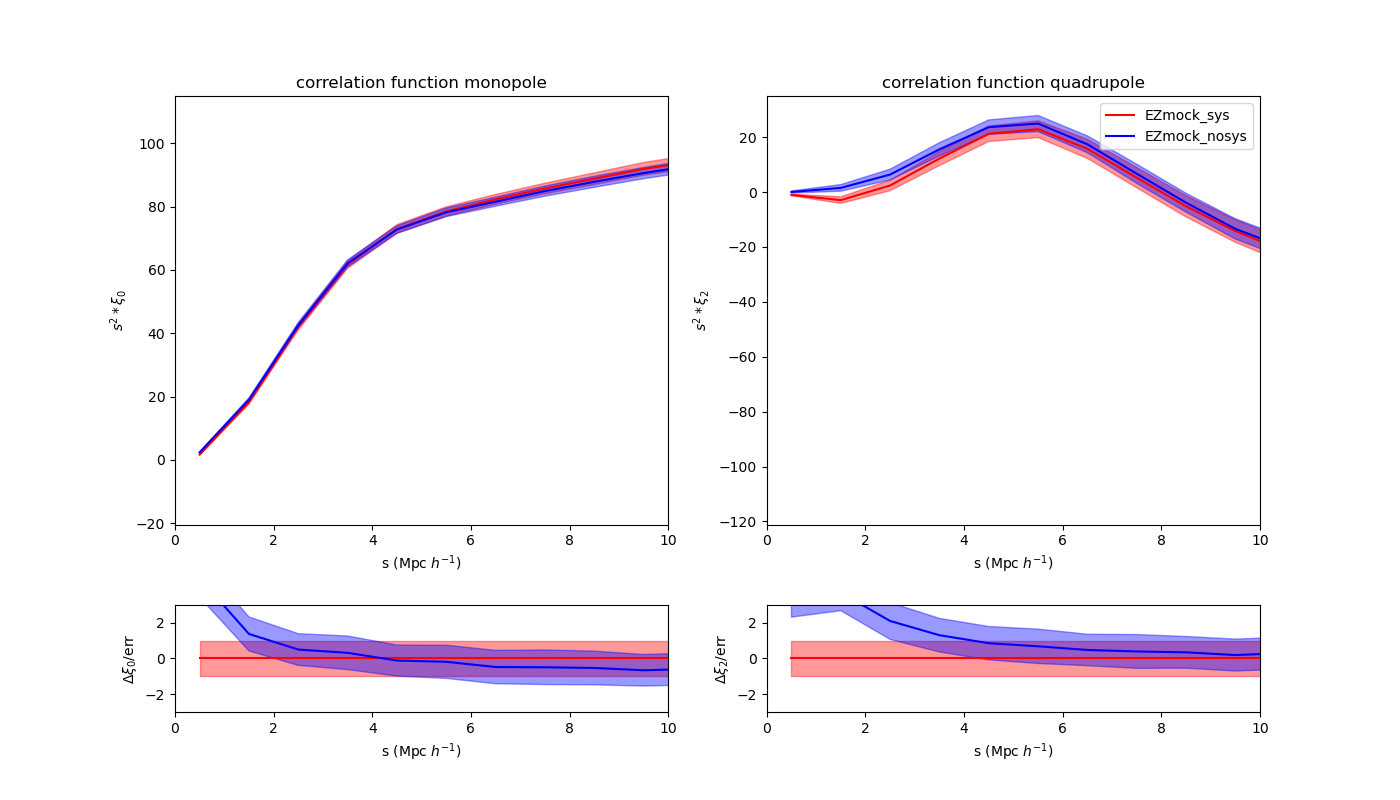 correlation function monopole
100
80
60
40
20
0
−20
s² * ξ₀
0 2 4 6 8 10
s (Mpc h⁻¹)
correlation function quadrupole
EZmock_sys
EZmock_nosys
20
0
−20
−40
−60
−80
−100
−120
s² * ξ₂
0 2 4 6 8 10
s (Mpc h⁻¹)
2
0
−2
Δξ₀/err
0 2 4 6 8 10
s (Mpc h⁻¹)
2
0
−2
Δξ₂/err
0 2 4 6 8 10
s (Mpc h⁻¹)